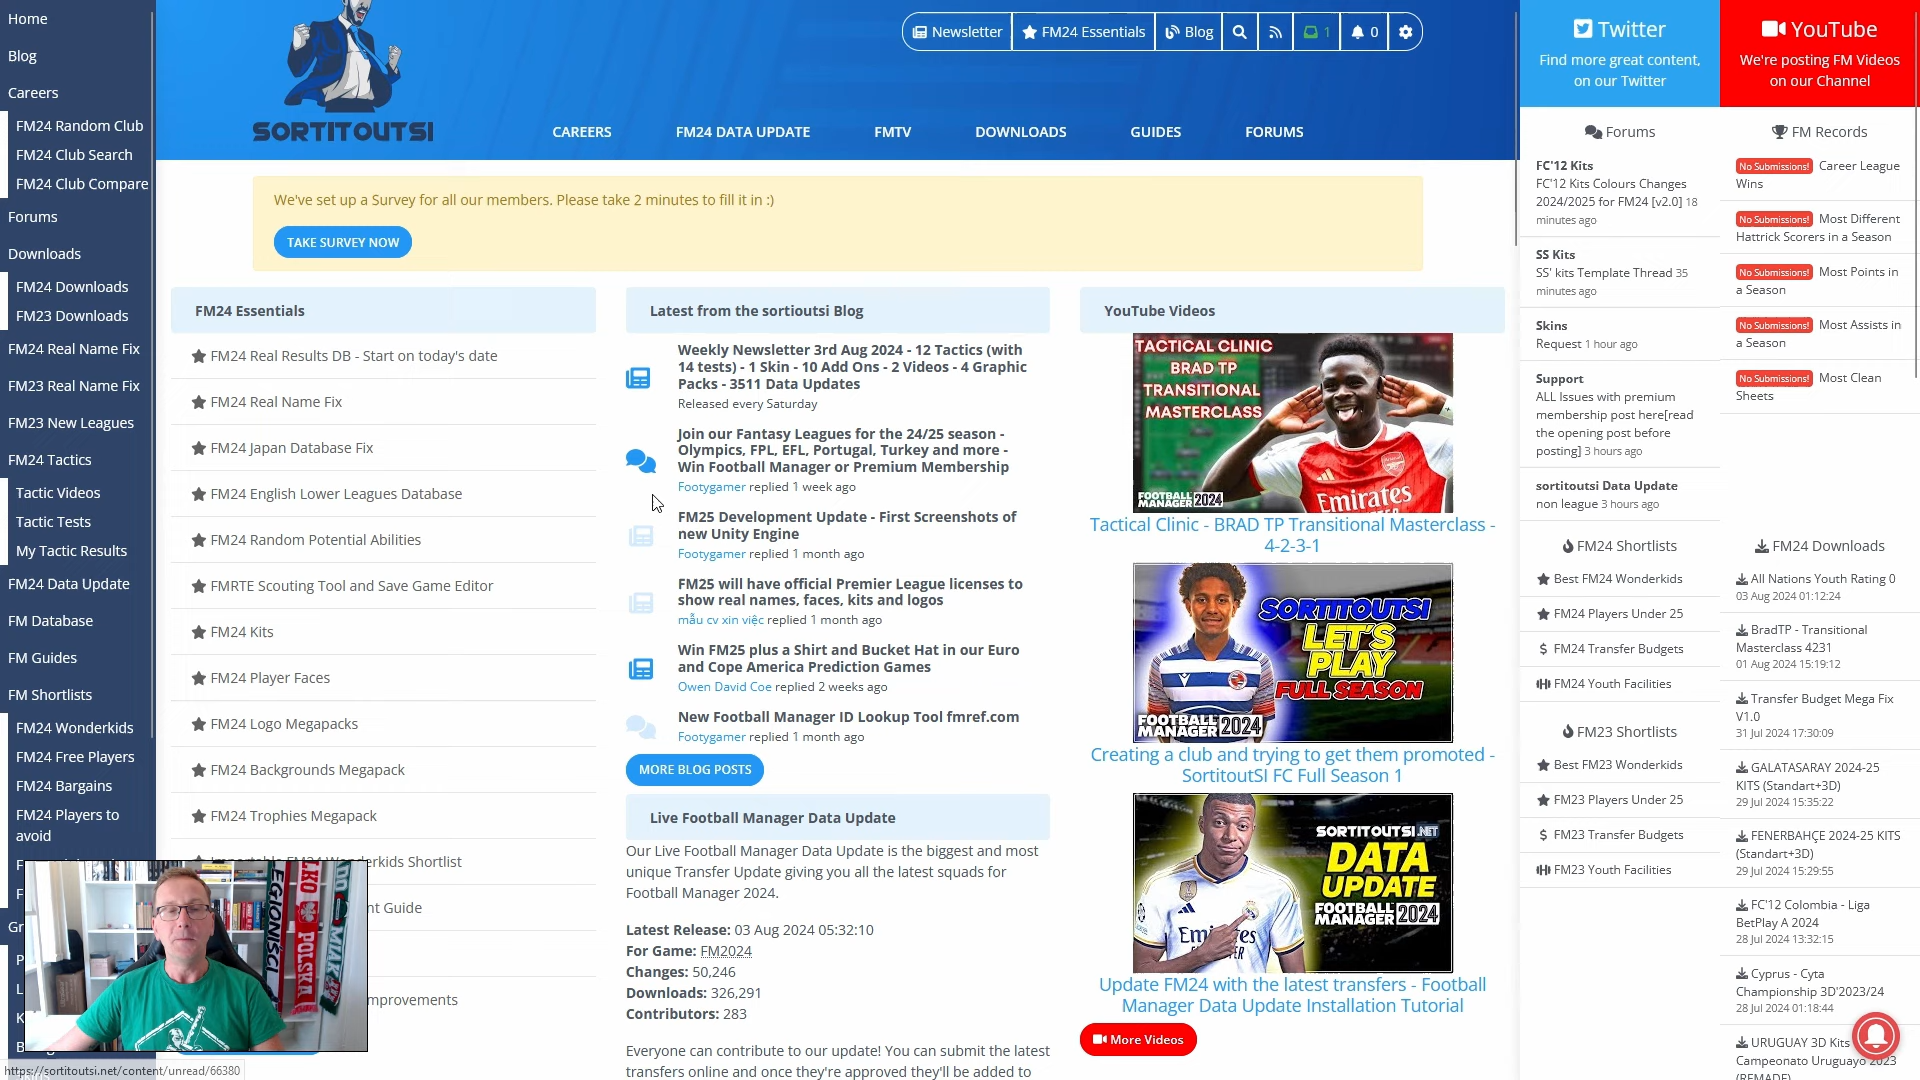 Home
Blog
Careers
FM24 Random Club
FM24 Club Search
FM24 Club Compare
Forums
Downloads
FM24 Downloads
FM23 Downloads
FM24 Real Name Fix
FM23 Real Name Fix
FM23 New Leagues
FM24 Tactics
Tactic Videos
Tactic Tests
My Tactic Results
FM24 Data Update
FM Database
FM Guides
FM Shortlists
FM24 Wonderkids
FM24 Free Players
FM24 Bargains
FM24 Players to
avoid
https://sortitoutsi.net/content/unread/66380
SORTITOUTSI
Newsletter
FM24 Essentials
Blog
1
0
CAREERS
FM24 DATA UPDATE
FMTV
DOWNLOADS
GUIDES
FORUMS
We've set up a Survey for all our members. Please take 2 minutes to fill it in :)
TAKE SURVEY NOW
FM24 Essentials
FM24 Real Results DB - Start on today's date
FM24 Real Name Fix
FM24 Japan Database Fix
FM24 English Lower Leagues Database
FM24 Random Potential Abilities
FMRTE Scouting Tool and Save Game Editor
FM24 Kits
FM24 Player Faces
FM24 Logo Megapacks
FM24 Backgrounds Megapack
FM24 Trophies Megapack
Wonderkids Shortlist
nt Guide
mprovements
EGIONISCI
POLSKA
Latest from the sortioutsi Blog
Weekly Newsletter 3rd Aug 2024 - 12 Tactics (with
14 tests) - 1 Skin - 10 Add Ons - 2 Videos - 4 Graphic
Packs - 3511 Data Updates
Released every Saturday
Join our Fantasy Leagues for the 24/25 season -
Olympics, FPL, EFL, Portugal, Turkey and more -
Win Football Manager or Premium Membership
Footygamer replied 1 week ago
FM25 Development Update - First Screenshots of
new Unity Engine
Footygamer replied 1 month ago
FM25 will have official Premier League licenses to
show real names, faces, kits and logos
mẫu cv xin việc replied 1 month ago
Win FM25 plus a Shirt and Bucket Hat in our Euro
and Cope America Prediction Games
Owen David Coe replied 2 weeks ago
New Football Manager ID Lookup Tool fmref.com
Footygamer replied 1 month ago
MORE BLOG POSTS
Live Football Manager Data Update
Our Live Football Manager Data Update is the biggest and most
unique Transfer Update giving you all the latest squads for
Football Manager 2024.
Latest Release: 03 Aug 2024 05:32:10
For Game: FM2024
Changes: 50,246
Downloads: 326,291
Contributors: 283
Everyone can contribute to our update! You can submit the latest
transfers online and once they're approved they'll be added to
YouTube Videos
TACTICAL CLINIC
BRAD TP
TRANSITIONAL
MASTERCLASS
FOOTBALL
MANAGER 2024
Emirates
Tactical Clinic - BRAD TP Transitional Masterclass -
4-2-3-1
SORTITOUTSI
LET'S
PLAY
FULL SEASON
FOOTBALL
MANAGER 2024
Creating a club and trying to get them promoted -
SortitoutSI FC Full Season 1
SORTITOUTSI.NET
DATA
UPDATE
FOOTBALL
MANAGER 2024
Emirates
Update FM24 with the latest transfers - Football
Manager Data Update Installation Tutorial
More Videos
Twitter
Find more great content,
on our Twitter
Forums
FC'12 Kits
FC'12 Kits Colours Changes
2024/2025 for FM24 [v2.0] 18
minutes ago
SS Kits
SS' kits Template Thread 35
minutes ago
Skins
Request 1 hour ago
Support
ALL Issues with premium
membership post here[read
the opening post before
posting] 3 hours ago
sortitoutsi Data Update
non league 3 hours ago
FM24 Shortlists
Best FM24 Wonderkids
FM24 Players Under 25
FM24 Transfer Budgets
FM24 Youth Facilities
FM23 Shortlists
Best FM23 Wonderkids
FM23 Players Under 25
FM23 Transfer Budgets
FM23 Youth Facilities
YouTube
We're posting FM Videos
on our Channel
FM Records
No Submissions! Career League
Wins
No Submissions! Most Different
Hattrick Scorers in a Season
No Submissions! Most Points in
a Season
No Submissions! Most Assists in
a Season
No Submissions! Most Clean
Sheets
FM24 Downloads
All Nations Youth Rating 0
03 Aug 2024 01:12:24
BradTP - Transitional
Masterclass 4231
01 Aug 2024 15:19:12
Transfer Budget Mega Fix
V1.0
31 Jul 2024 17:30:09
GALATASARAY 2024-25
KITS (Standart+3D)
29 Jul 2024 15:35:22
FENERBAHÇE 2024-25 KITS
(Standart+3D)
29 Jul 2024 15:29:55
FC'12 Colombia - Liga
BetPlay A 2024
28 Jul 2024 13:32:15
Cyprus - Cyta
Championship 3D'2023/24
28 Jul 2024 01:18:44
URUGUAY 3D Kits
Campeonato Uruguayo 2023
(REMADE)